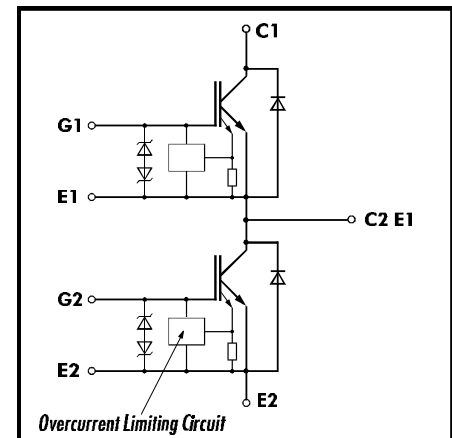 C1
G1
E1
C2 E1
G2
E2
E2
Overcurrent Limiting Circuit